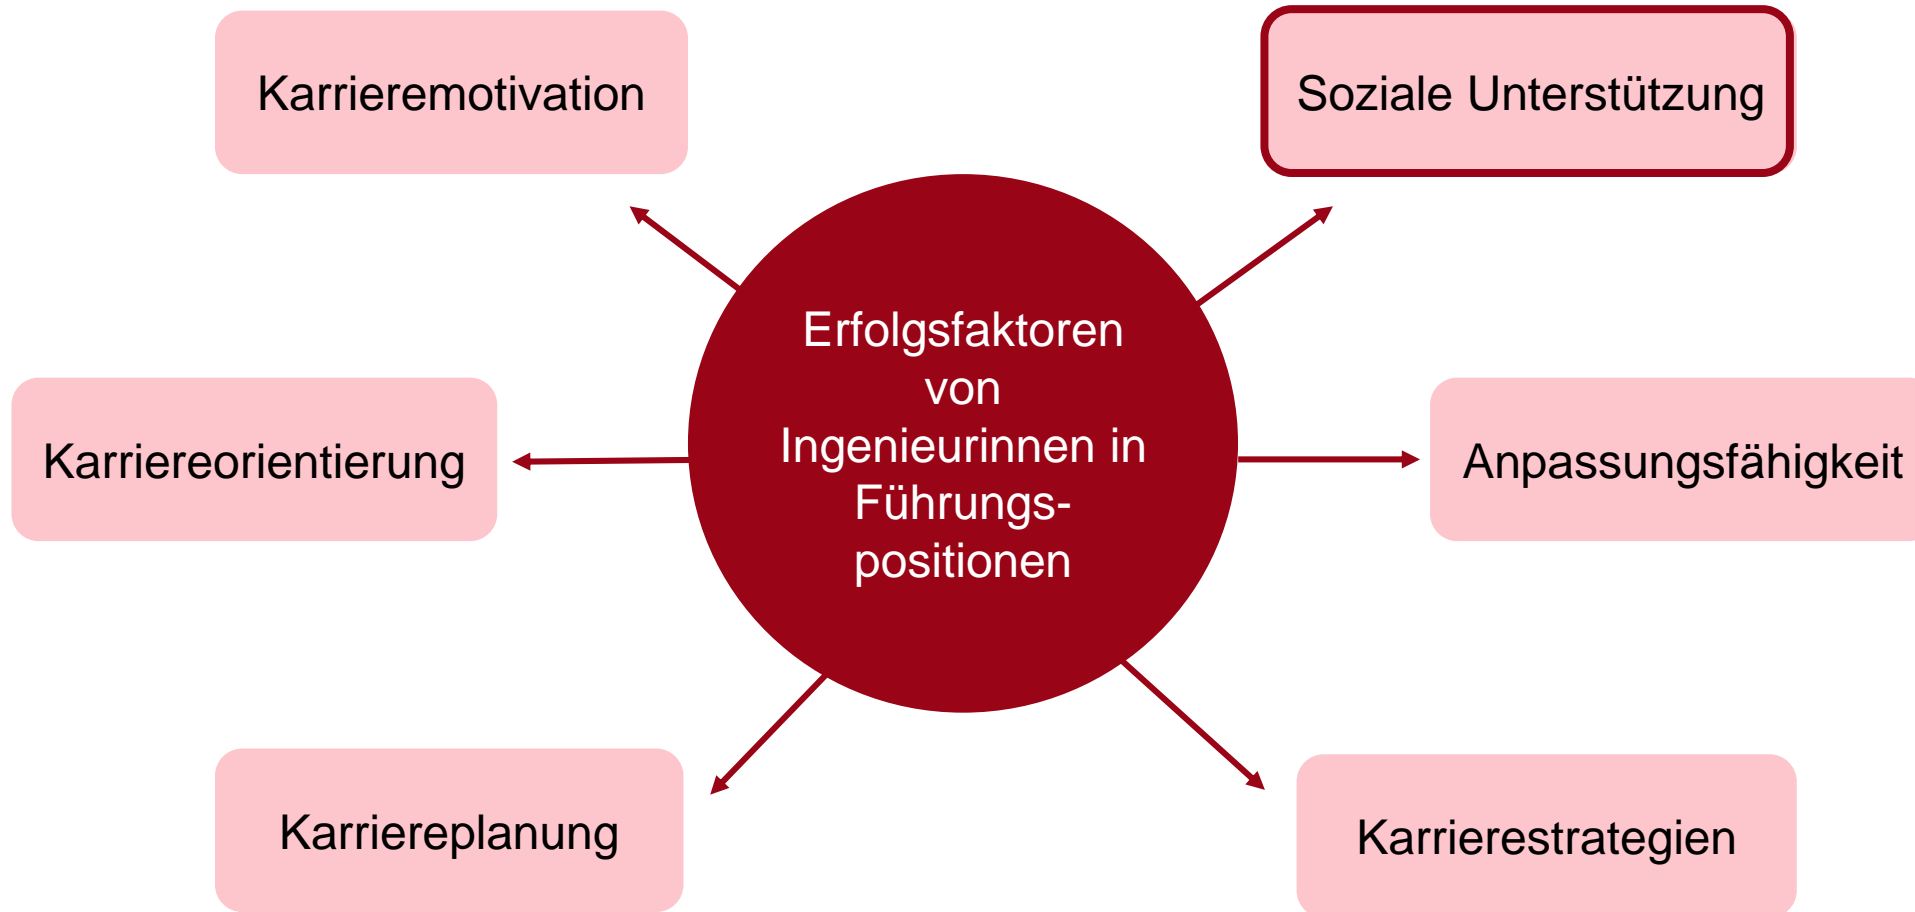 Karrieremotivation
Soziale Unterstützung
Erfolgsfaktoren
von
Ingenieurinnen in
Führungs-
positionen
Karriereorientierung
Anpassungsfähigkeit
Karriereplanung
Karrierestrategien